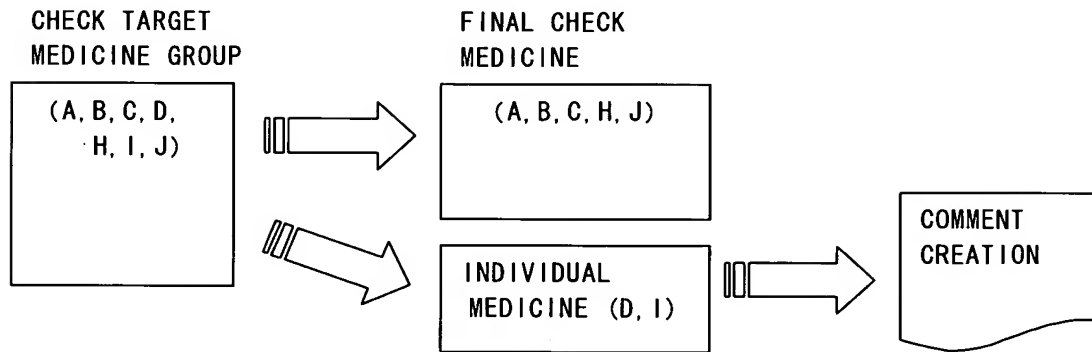 CHECK TARGET
MEDICINE GROUP
(A, B, C, D,
H, I, J)
FINAL CHECK
MEDICINE
(A, B, C, H, J)
INDIVIDUAL
MEDICINE (D, I)
COMMENT
CREATION